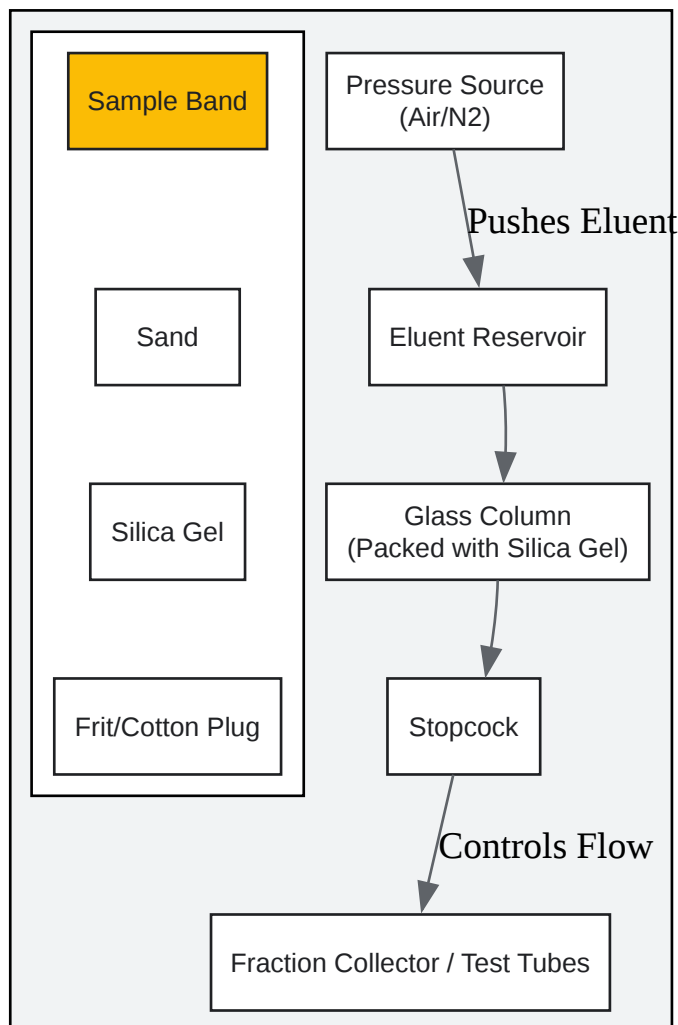 Sample Band
Pressure Source
(Air/N2)
Pushes Eluent
Sand
Eluent Reservoir
Silica Gel
Glass Column
(Packed with Silica Gel)
Frit/Cotton Plug
Stopcock
Controls Flow
Fraction Collector / Test Tubes